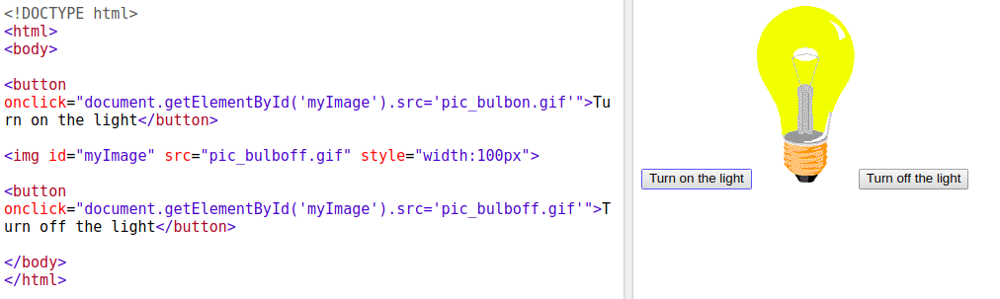 <!DOCTYPE html>
<html>
<body>
<button
onclick="document.getElementById('myImage').src='pic_bulbon.gif'">Tu
rn on the light</button>
<img id="myImage" src="pic_bulboff.gif" style="width:100px">
<button
onclick="document.getElementById('myImage').src='pic_bulboff.gif'">T
urn off the light</button>
</body>
</html>
Turn on the light
Turn off the light